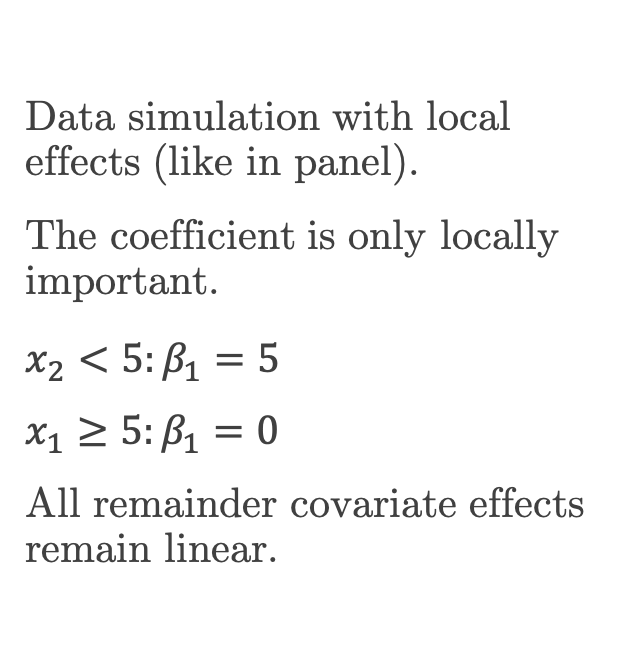 Data simulation with local
effects (like in panel).
The coefficient is only locally
important.
x₂ < 5: β₁ = 5
x₁ ≥ 5: β₁ = 0
All remainder covariate effects
remain linear.